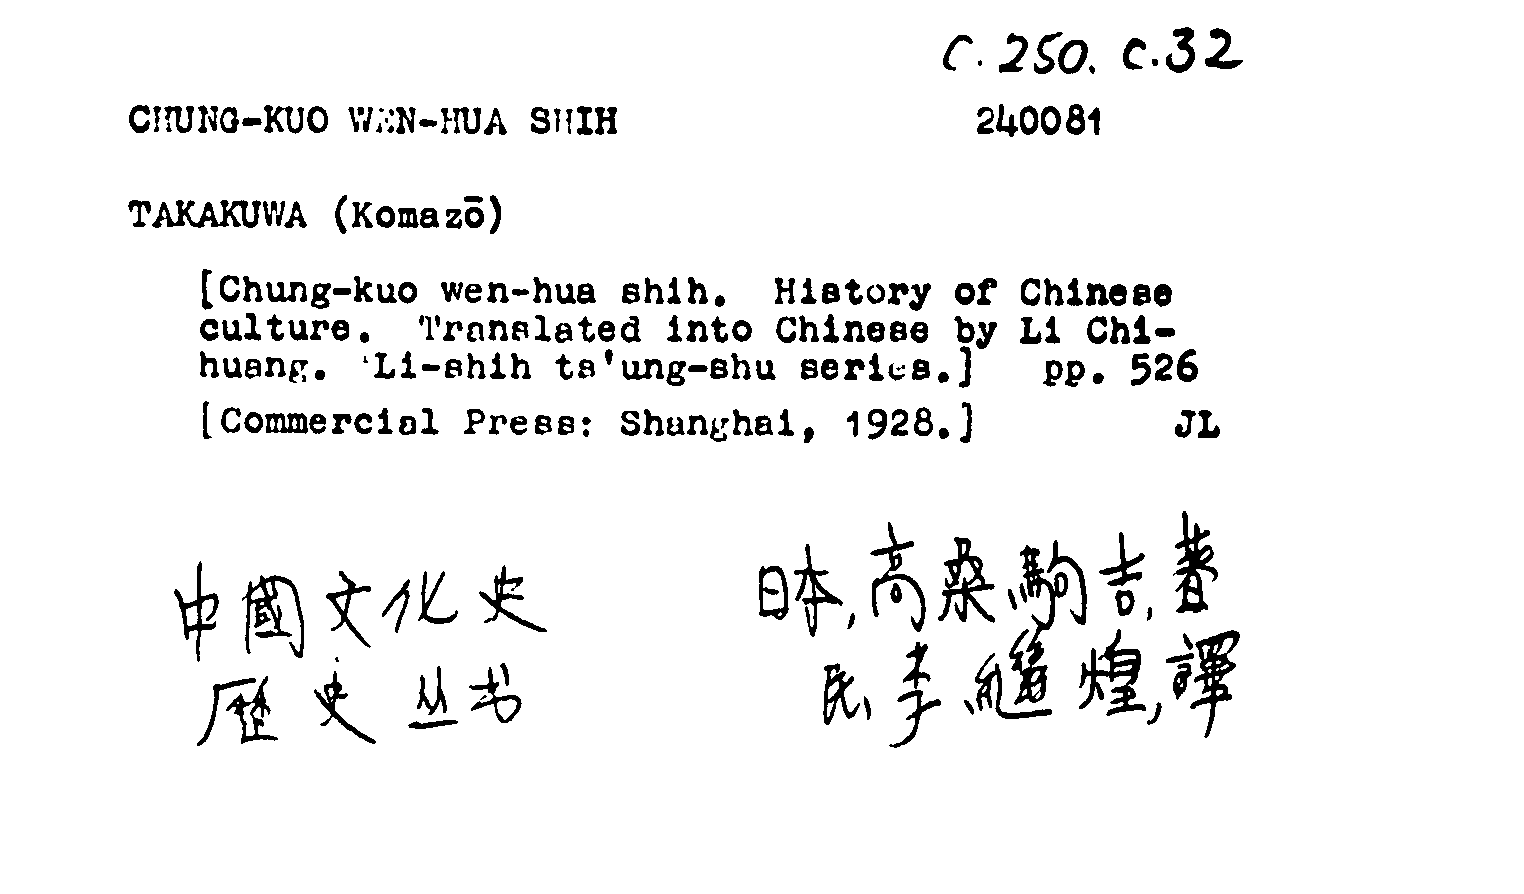 C.250.c.32
CHUNG-KUO WEN-HUA SHIH 240081
TAKAKUWA (Komazō)
[Chung-kuo wen-hua shih. History of Chinese
culture. Translated into Chinese by Li Chi-
huang. 'Li-shih ts'ung-shu series.] pp. 526
[Commercial Press: Shanghai, 1928.] JL
中國文化史 日本,高桑駒吉,著
歷史丛书 民,李繼煌,譯